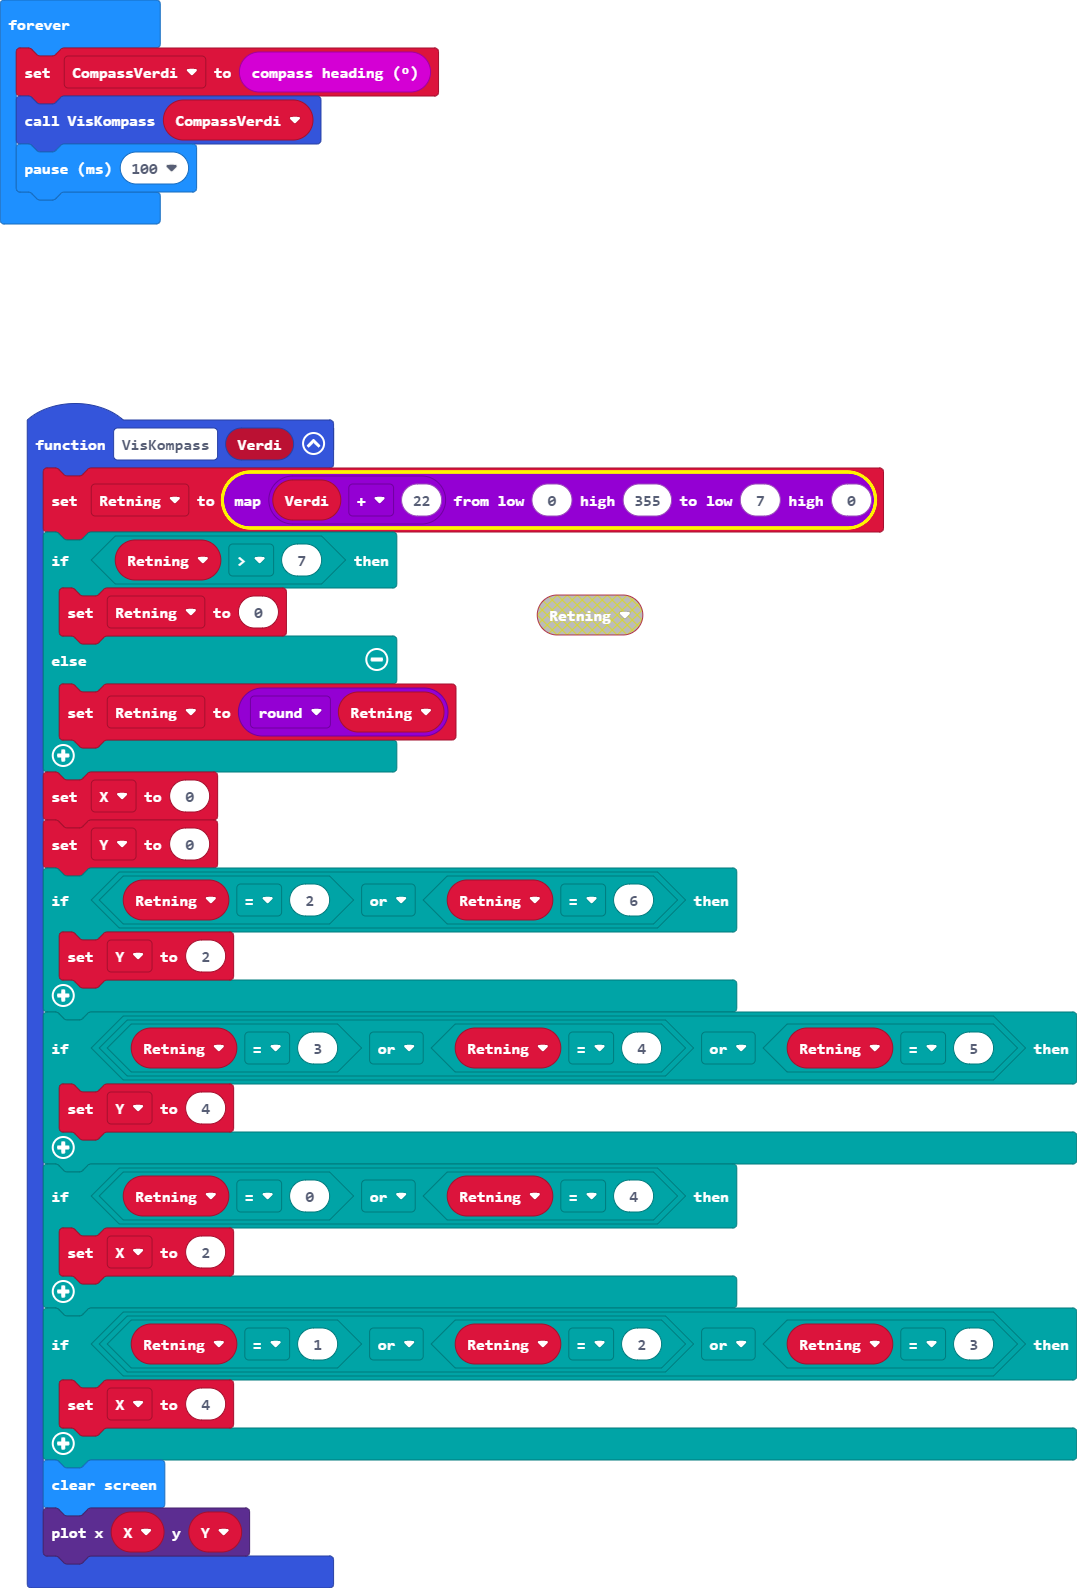 forever
set CompassVerdi to compass heading (º)
call VisKompass CompassVerdi
pause (ms) 100
function VisKompass Verdi
set Retning to map Verdi + 22 from low 0 high 355 to low 7 high 0
if Retning > 7 then
set Retning to 0
Retning
else
set Retning to round Retning
set X to 0
set Y to 0
if Retning = 2 or Retning = 6 then
set Y to 2
if Retning = 3 or Retning = 4 or Retning = 5 then
set Y to 4
if Retning = 0 or Retning = 4 then
set X to 2
if Retning = 1 or Retning = 2 or Retning = 3 then
set X to 4
clear screen
plot x X y Y